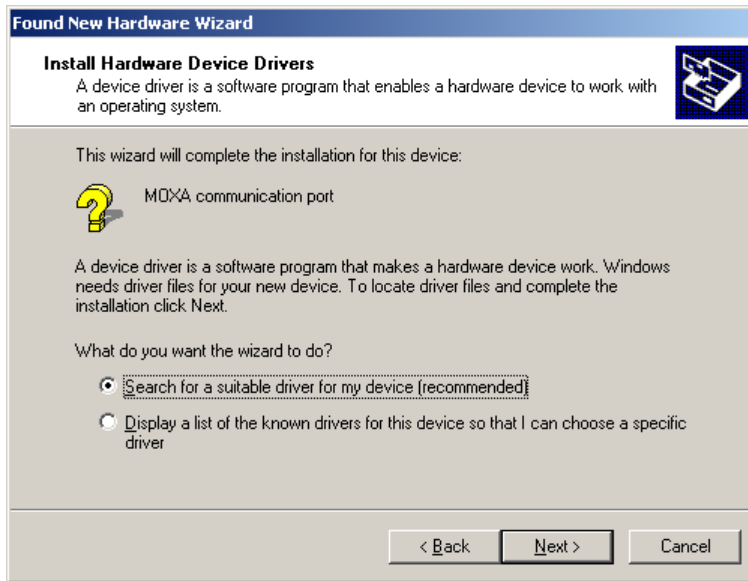 Found New Hardware Wizard
Install Hardware Device Drivers
A device driver is a software program that enables a hardware device to work with
an operating system.
This wizard will complete the installation for this device:
MOXA communication port
A device driver is a software program that makes a hardware device work. Windows
needs driver files for your new device. To locate driver files and complete the
installation click Next.
What do you want the wizard to do?
Search for a suitable driver for my device (recommended)
Display a list of the known drivers for this device so that I can choose a specific
driver
< Back Next > Cancel